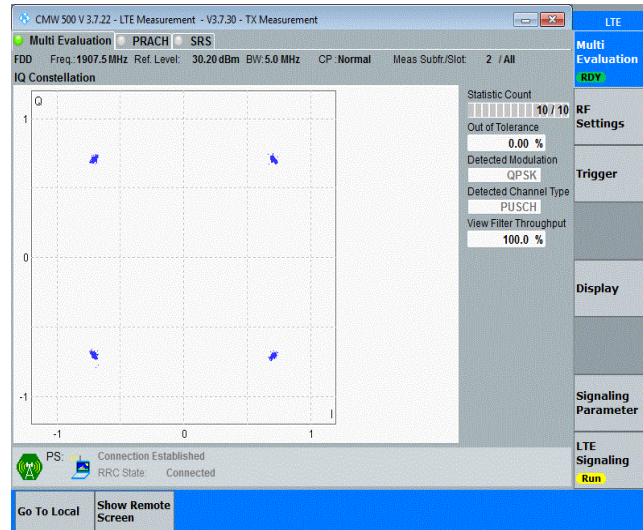 CMW 500 V 3.7.22 - LTE Measurement - V3.7.30 - TX Measurement
LTE
Multi Evaluation PRACH SRS
Multi
Evaluation
RDY
FDD Freq.: 1907.5 MHz Ref. Level: 30.20 dBm BW: 5.0 MHz CP : Normal Meas Subfr./Slot: 2 / All
IQ Constellation
Q
1
0
-1
-1 0 1
I
Statistic Count
10 / 10
Out of Tolerance
0.00 %
Detected Modulation
QPSK
Detected Channel Type
PUSCH
View Filter Throughput
100.0 %
RF
Settings
Trigger
Display
Signaling
Parameter
LTE
Signaling
Run
PS: Connection Established
RRC State: Connected
Go To Local
Show Remote
Screen